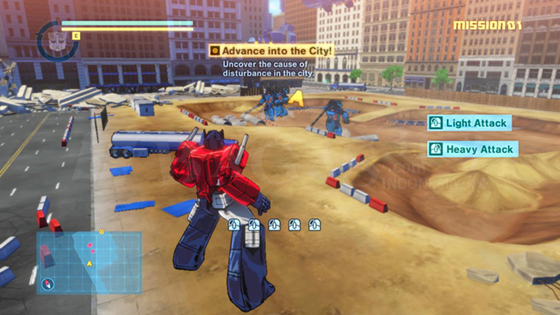 MISSION 01
E
Advance into the City!
Uncover the cause of
disturbance in the city.
A
Light Attack
Heavy Attack
A